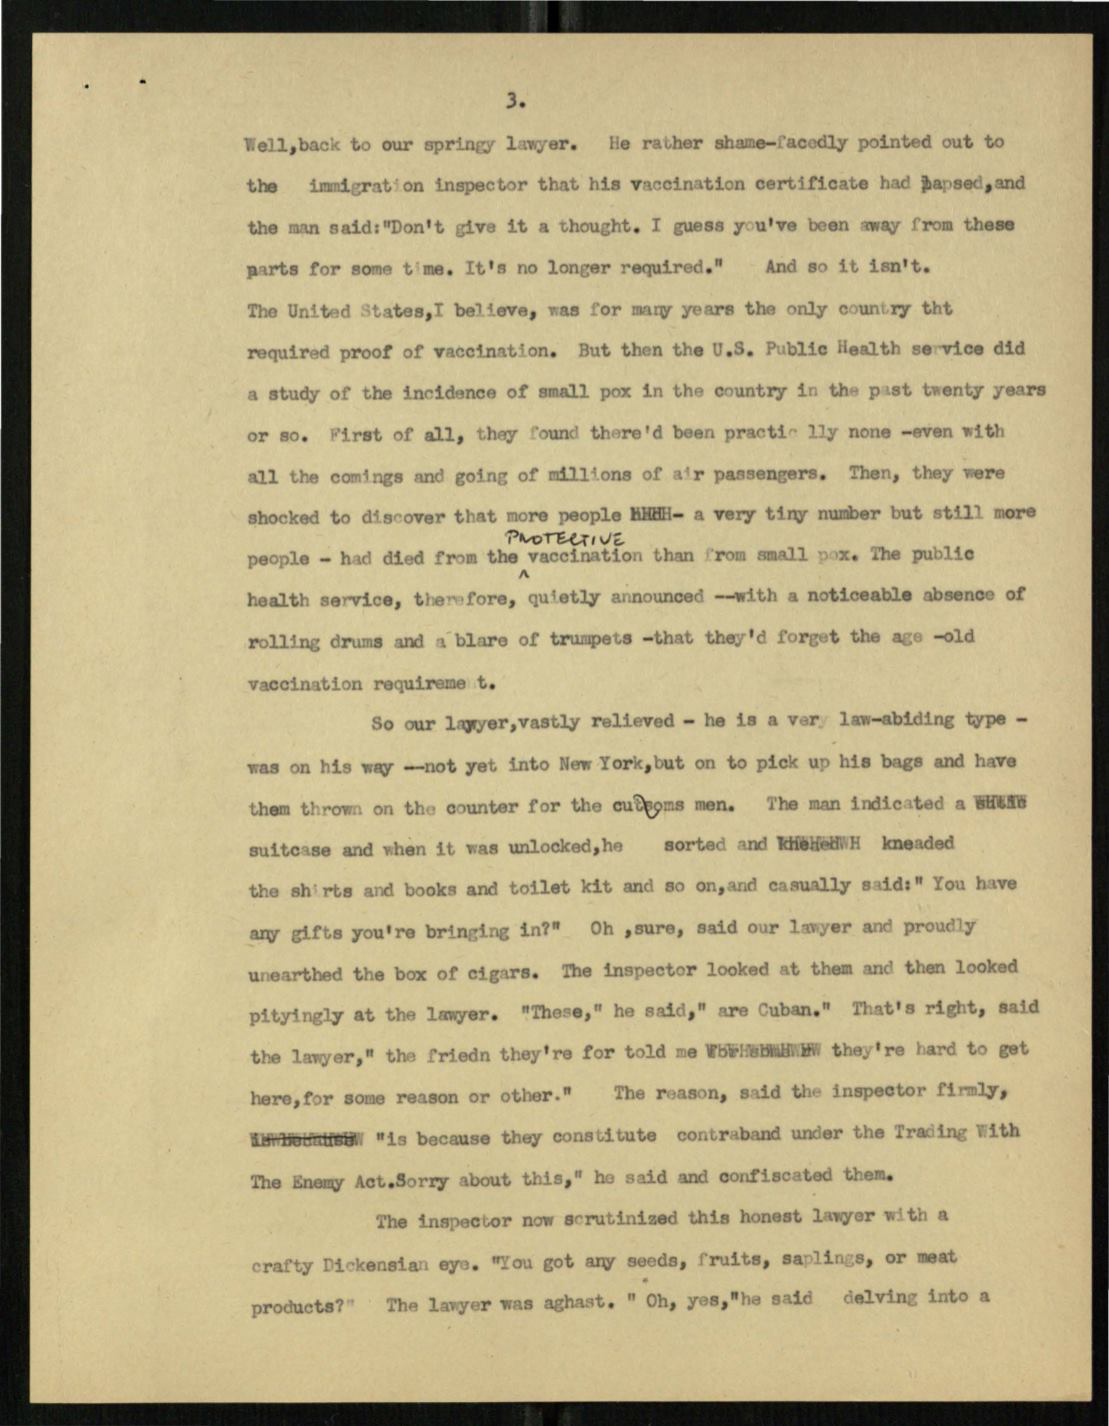 3.
Well,back to our springy lawyer. He rather shame-facedly pointed out to
the immigration inspector that his vaccination certificate had lapsed,and
the man said:"Don't give it a thought. I guess you've been away from these
parts for some time. It's no longer required." And so it isn't.
The United States,I believe, was for many years the only country tht
required proof of vaccination. But then the U.S. Public Health service did
a study of the incidence of small pox in the country in the past twenty years
or so. First of all, they found there'd been practic lly none -even with
all the comings and going of millions of air passengers. Then, they were
shocked to discover that more people - a very tiny number but still more
PROTECTIVE
people - had died from the vaccination than from small pox. The public
health service, therefore, quietly announced --with a noticeable absence of
rolling drums and a blare of trumpets -that they'd forget the age -old
vaccination requireme t.
So our lawyer,vastly relieved - he is a very law-abiding type -
was on his way --not yet into New York,but on to pick up his bags and have
them thrown on the counter for the cutsoms men. The man indicated a
suitcase and when it was unlocked,he sorted and kneaded
the shirts and books and toilet kit and so on,and casually said:" You have
any gifts you're bringing in?" Oh ,sure, said our lawyer and proudly
unearthed the box of cigars. The inspector looked at them and then looked
pityingly at the lawyer. "These," he said," are Cuban." That's right, said
the lawyer," the friedn they're for told me they're hard to get
here,for some reason or other." The reason, said the inspector firmly,
"is because they constitute contraband under the Trading With
The Enemy Act.Sorry about this," he said and confiscated them.
The inspector now scrutinized this honest lawyer with a
crafty Dickensian eye. "You got any seeds, fruits, saplings, or meat
products?" The lawyer was aghast. " Oh, yes,"he said delving into a